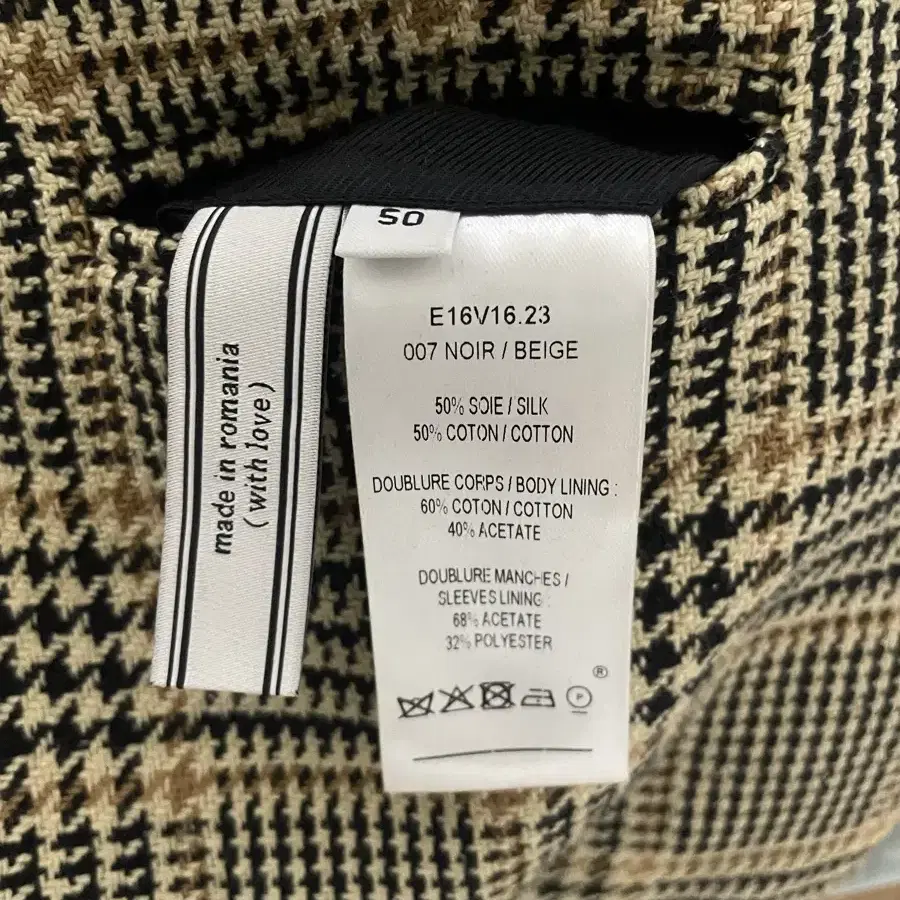 made in romania
(with love)
50
E16V16.23
007 NOIR / BEIGE
50% SOIE / SILK
50% COTON / COTTON
DOUBLURE CORPS / BODY LINING :
60% COTON / COTTON
40% ACETATE
DOUBLURE MANCHES /
SLEEVES LINING :
68% ACETATE
32% POLYESTER
®
P